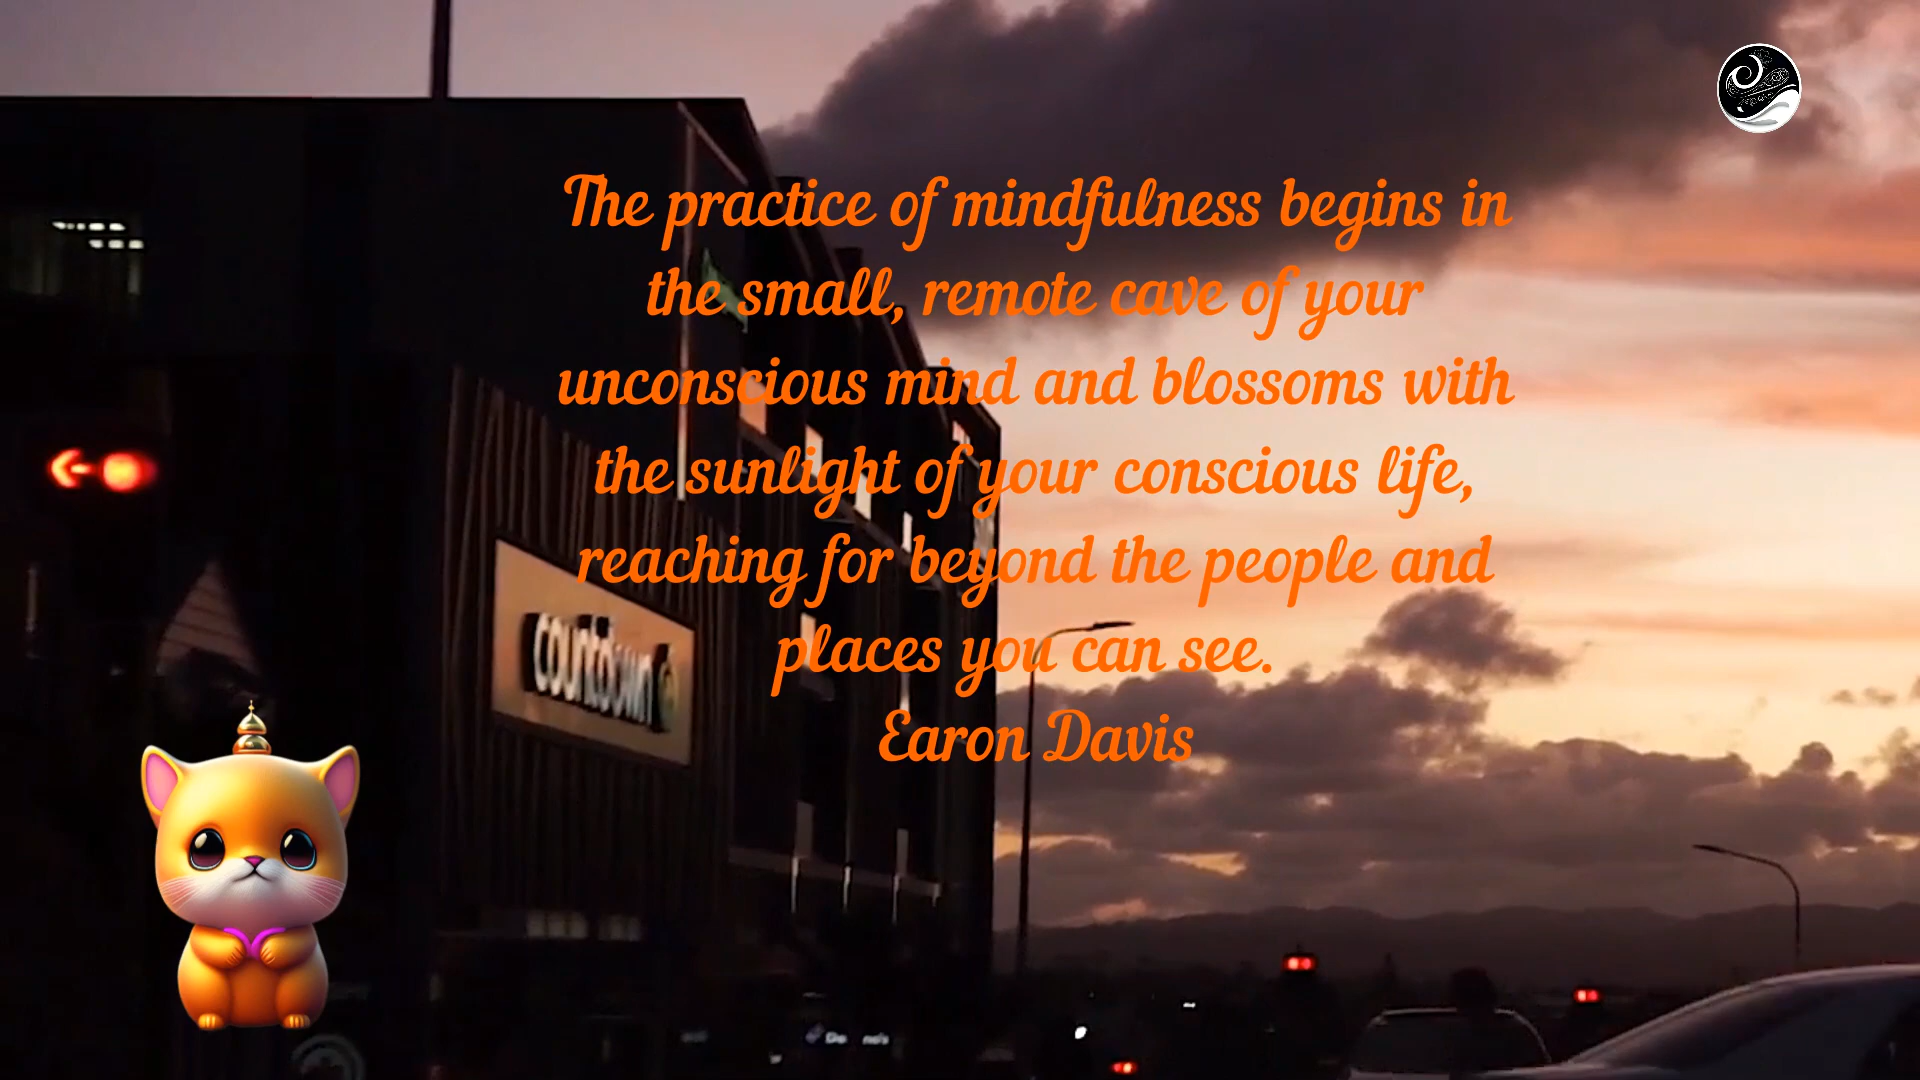 The practice of mindfulness begins in
the small, remote cave of your
unconscious mind and blossoms with
the sunlight of your conscious life,
reaching for beyond the people and
places you can see.
Earon Davis
countdown